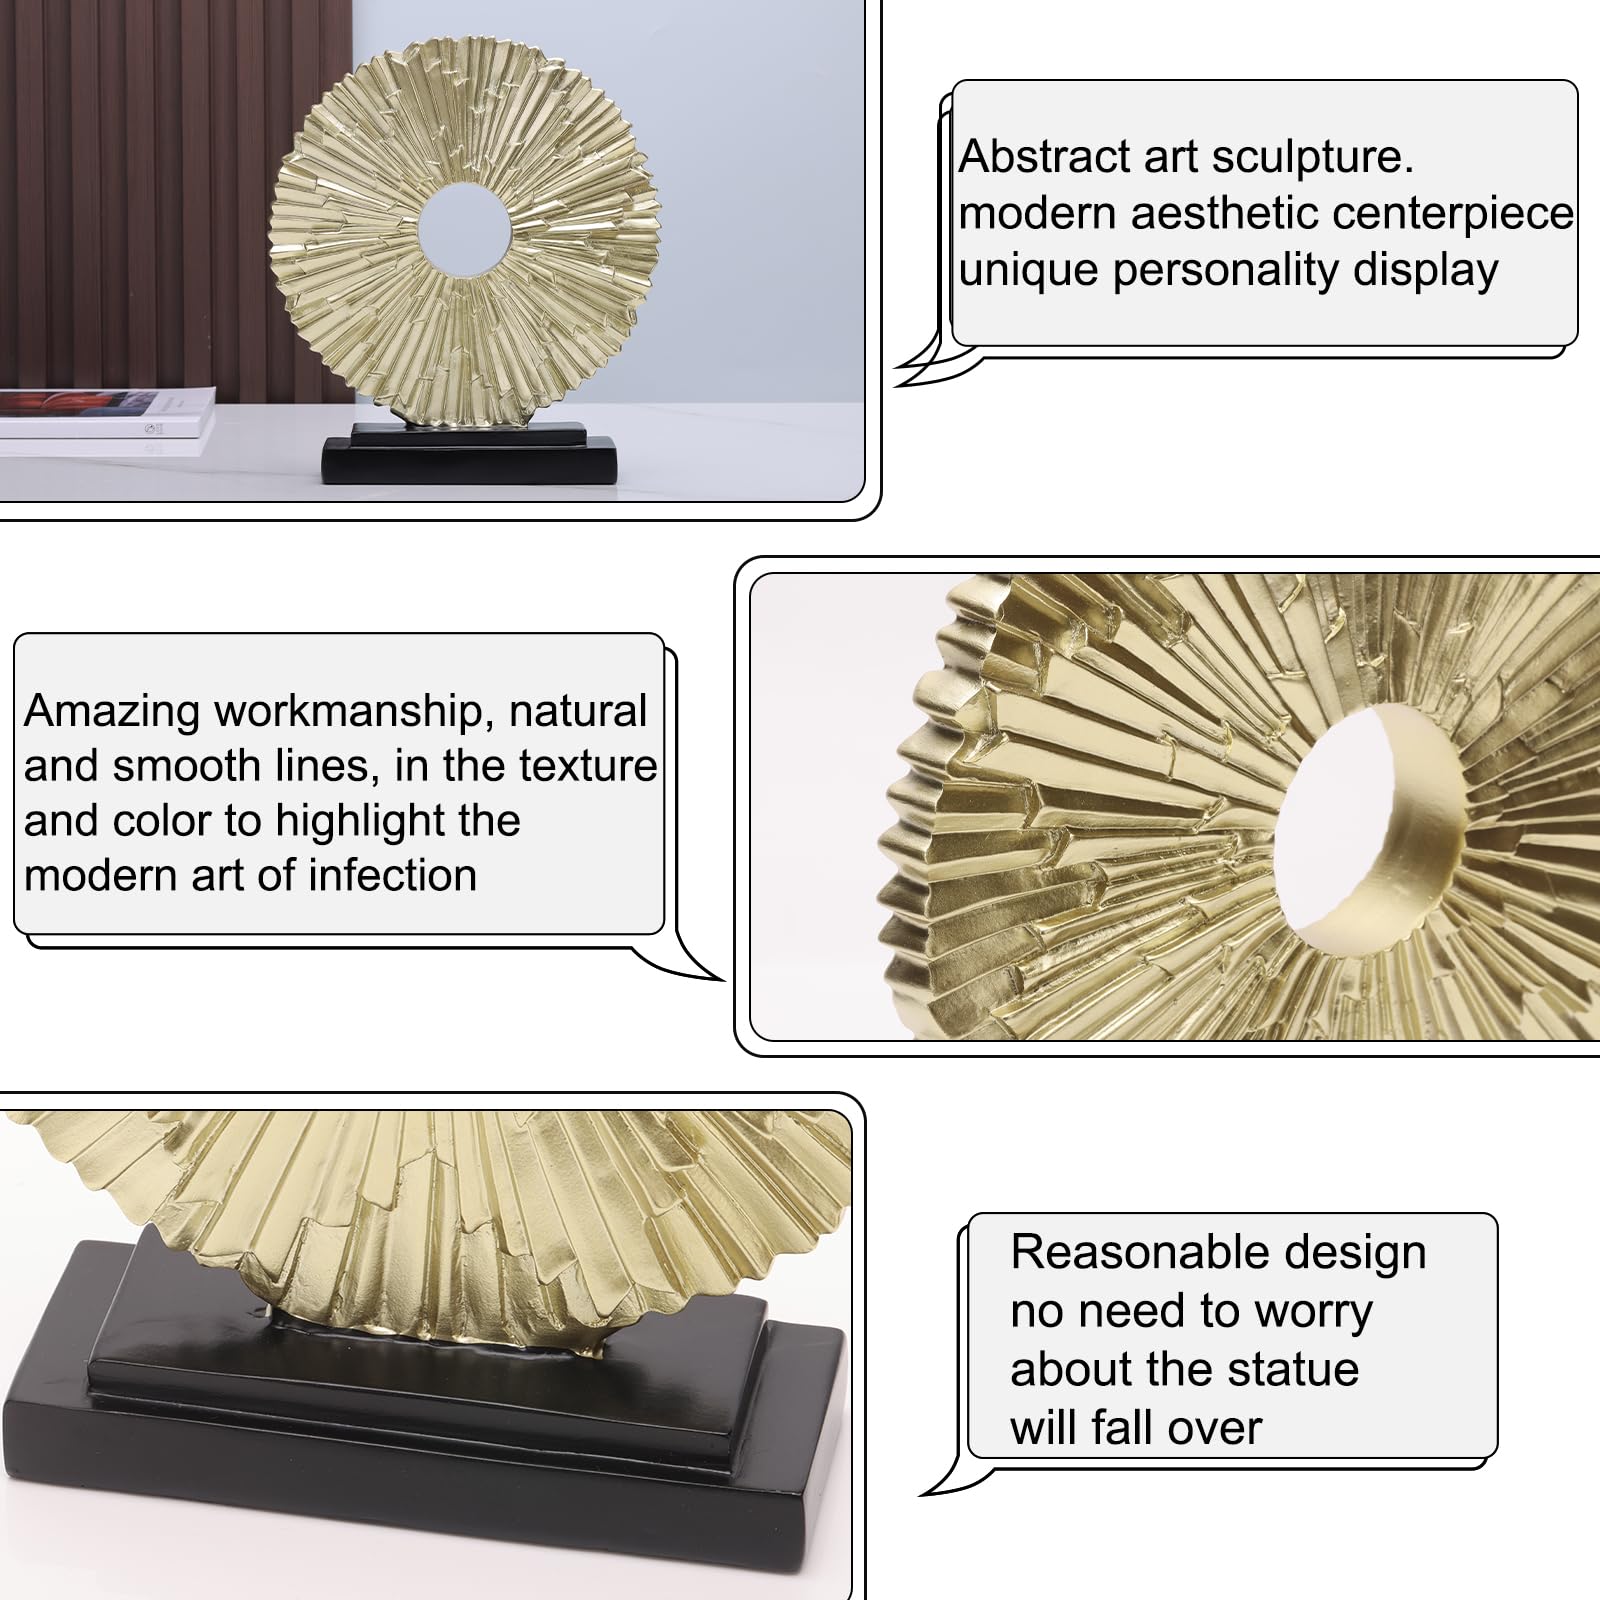 Abstract art sculpture.
modern aesthetic centerpiece
unique personality display
Amazing workmanship, natural
and smooth lines, in the texture
and color to highlight the
modern art of infection
Reasonable design
no need to worry
about the statue
will fall over